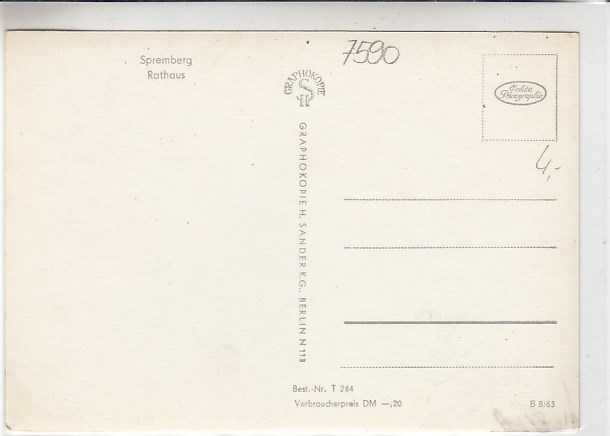 Spremberg
Rathaus
7590
GRAPHOKOPIE
GRAPHOKOPIE H. SANDER K.G., BERLIN N 113
Echte
Photographie
4,-
Best.-Nr. T 284
Verbraucherpreis DM —,20
B 8/63